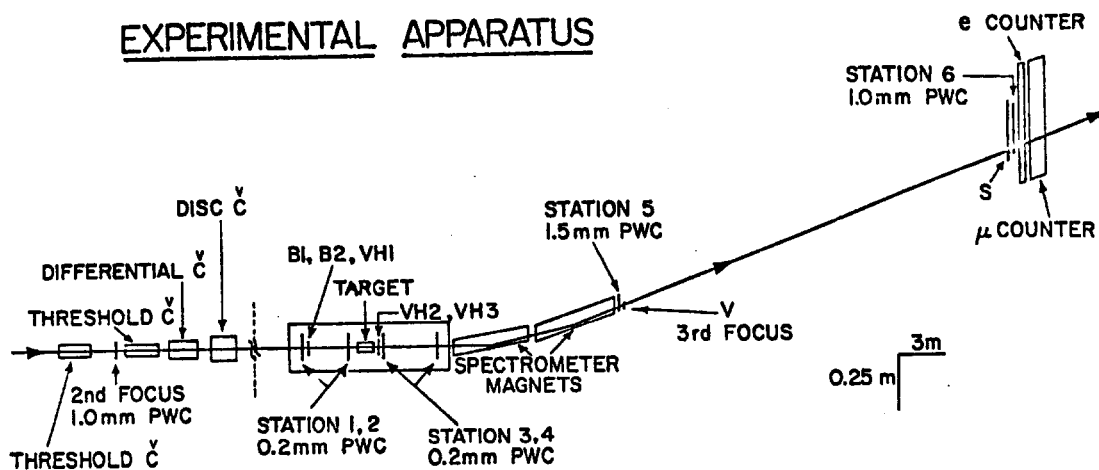 EXPERIMENTAL APPARATUS
e COUNTER
STATION 6
1.0mm PWC
S
μ COUNTER
DISC Č
STATION 5
1.5mm PWC
B1, B2, VH1
DIFFERENTIAL Č
TARGET
VH2, VH3
V
3rd FOCUS
THRESHOLD Č
SPECTROMETER
MAGNETS
3m
0.25 m
2nd FOCUS
1.0mm PWC
STATION 1, 2
0.2mm PWC
STATION 3, 4
0.2mm PWC
THRESHOLD Č